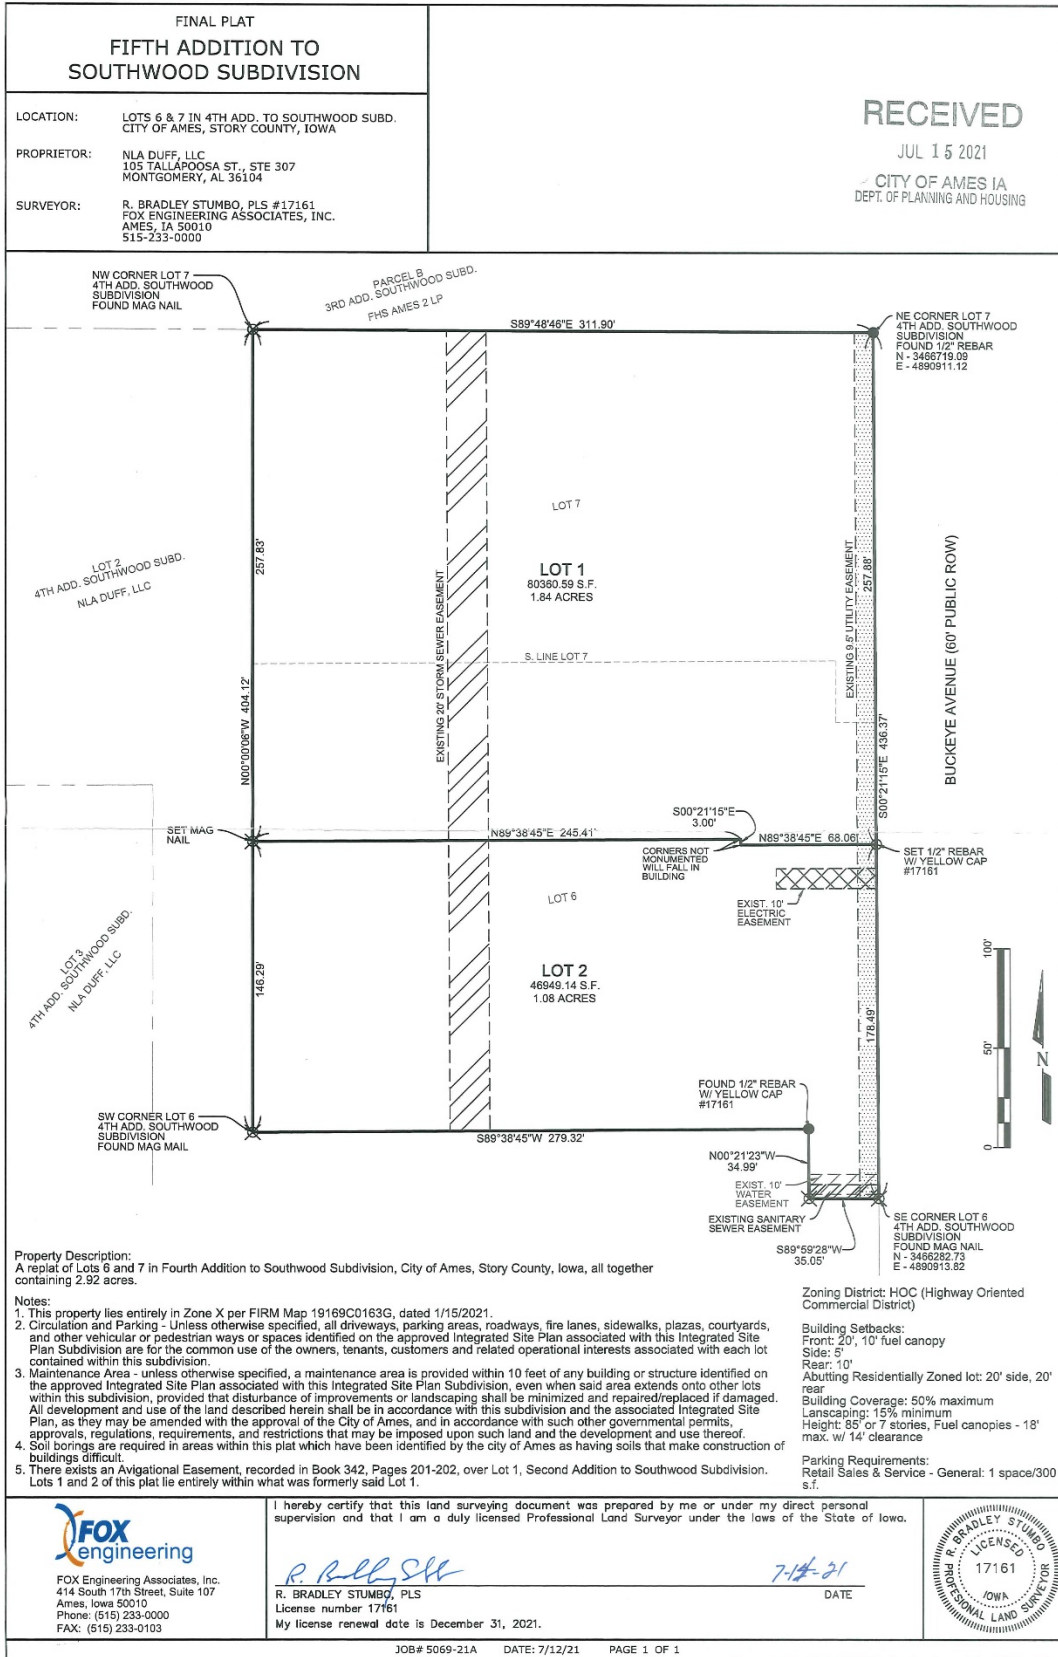 FINAL PLAT
FIFTH ADDITION TO
SOUTHWOOD SUBDIVISION
LOCATION: LOTS 6 & 7 IN 4TH ADD. TO SOUTHWOOD SUBD.
CITY OF AMES, STORY COUNTY, IOWA
PROPRIETOR: NLA DUFF, LLC
105 TALLAPOOSA ST., STE 307
MONTGOMERY, AL 36104
SURVEYOR: R. BRADLEY STUMBO, PLS #17161
FOX ENGINEERING ASSOCIATES, INC.
AMES, IA 50010
515-233-0000
RECEIVED
JUL 15 2021
CITY OF AMES IA
DEPT. OF PLANNING AND HOUSING
NW CORNER LOT 7
4TH ADD. SOUTHWOOD
SUBDIVISION
FOUND MAG NAIL
PARCEL B
3RD ADD. SOUTHWOOD SUBD.
FHS AMES 2 LP
S89°48'46"E 311.90'
NE CORNER LOT 7
4TH ADD. SOUTHWOOD
SUBDIVISION
FOUND 1/2" REBAR
N - 3466719.09
E - 4890911.12
LOT 7
LOT 1
80360.59 S.F.
1.84 ACRES
257.83'
LOT 2
4TH ADD. SOUTHWOOD SUBD.
NLA DUFF, LLC
EXISTING 20' STORM SEWER EASEMENT
EXISTING 9.5' UTILITY EASEMENT
257.88'
BUCKEYE AVENUE (60' PUBLIC ROW)
S. LINE LOT 7
N00°00'06"W 404.12'
S00°21'15"E 436.37'
SET MAG
NAIL
N89°38'45"E 245.41'
S00°21'15"E
3.00'
N89°38'45"E 68.06'
CORNERS NOT
MONUMENTED
WILL FALL IN
BUILDING
SET 1/2" REBAR
W/ YELLOW CAP
#17161
EXIST. 10'
ELECTRIC
EASEMENT
LOT 6
LOT 2
46949.14 S.F.
1.08 ACRES
LOT 3
4TH ADD. SOUTHWOOD SUBD.
NLA DUFF, LLC
146.29'
178.49'
100'
50'
0
N
FOUND 1/2" REBAR
W/ YELLOW CAP
#17161
SW CORNER LOT 6
4TH ADD. SOUTHWOOD
SUBDIVISION
FOUND MAG MAIL
S89°38'45"W 279.32'
N00°21'23"W
34.99'
EXIST. 10'
WATER
EASEMENT
EXISTING SANITARY
SEWER EASEMENT
S89°59'28"W
35.05'
SE CORNER LOT 6
4TH ADD. SOUTHWOOD
SUBDIVISION
FOUND MAG NAIL
N - 3466282.73
E - 4890913.82
Property Description:
A replat of Lots 6 and 7 in Fourth Addition to Southwood Subdivision, City of Ames, Story County, Iowa, all together
containing 2.92 acres.
Notes:
1. This property lies entirely in Zone X per FIRM Map 19169C0163G, dated 1/15/2021.
2. Circulation and Parking - Unless otherwise specified, all driveways, parking areas, roadways, fire lanes, sidewalks, plazas, courtyards,
and other vehicular or pedestrian ways or spaces identified on the approved Integrated Site Plan associated with this Integrated Site
Plan Subdivision are for the common use of the owners, tenants, customers and related operational interests associated with each lot
contained within this subdivision.
3. Maintenance Area - unless otherwise specified, a maintenance area is provided within 10 feet of any building or structure identified on
the approved Integrated Site Plan associated with this Integrated Site Plan Subdivision, even when said area extends onto other lots
within this subdivision, provided that disturbance of improvements or landscaping shall be minimized and repaired/replaced if damaged.
All development and use of the land described herein shall be in accordance with this subdivision and the associated Integrated Site
Plan, as they may be amended with the approval of the City of Ames, and in accordance with such other governmental permits,
approvals, regulations, requirements, and restrictions that may be imposed upon such land and the development and use thereof.
4. Soil borings are required in areas within this plat which have been identified by the city of Ames as having soils that make construction of
buildings difficult.
5. There exists an Avigational Easement, recorded in Book 342, Pages 201-202, over Lot 1, Second Addition to Southwood Subdivision.
Lots 1 and 2 of this plat lie entirely within what was formerly said Lot 1.
Zoning District: HOC (Highway Oriented
Commercial District)
Building Setbacks:
Front: 20', 10' fuel canopy
Side: 5'
Rear: 10'
Abutting Residentially Zoned lot: 20' side, 20'
rear
Building Coverage: 50% maximum
Lanscaping: 15% minimum
Height: 85' or 7 stories, Fuel canopies - 18'
max. w/ 14' clearance
Parking Requirements:
Retail Sales & Service - General: 1 space/300
s.f.
FOX
engineering
FOX Engineering Associates, Inc.
414 South 17th Street, Suite 107
Ames, Iowa 50010
Phone: (515) 233-0000
FAX: (515) 233-0103
I hereby certify that this land surveying document was prepared by me or under my direct personal
supervision and that I am a duly licensed Professional Land Surveyor under the laws of the State of Iowa.
7-14-21
R. BRADLEY STUMBO, PLS
DATE
License number 17161
My license renewal date is December 31, 2021.
R. BRADLEY STUMBO
LICENSED
17161
IOWA
PROFESIONAL LAND SURVEYOR
JOB# 5069-21A DATE: 7/12/21 PAGE 1 OF 1